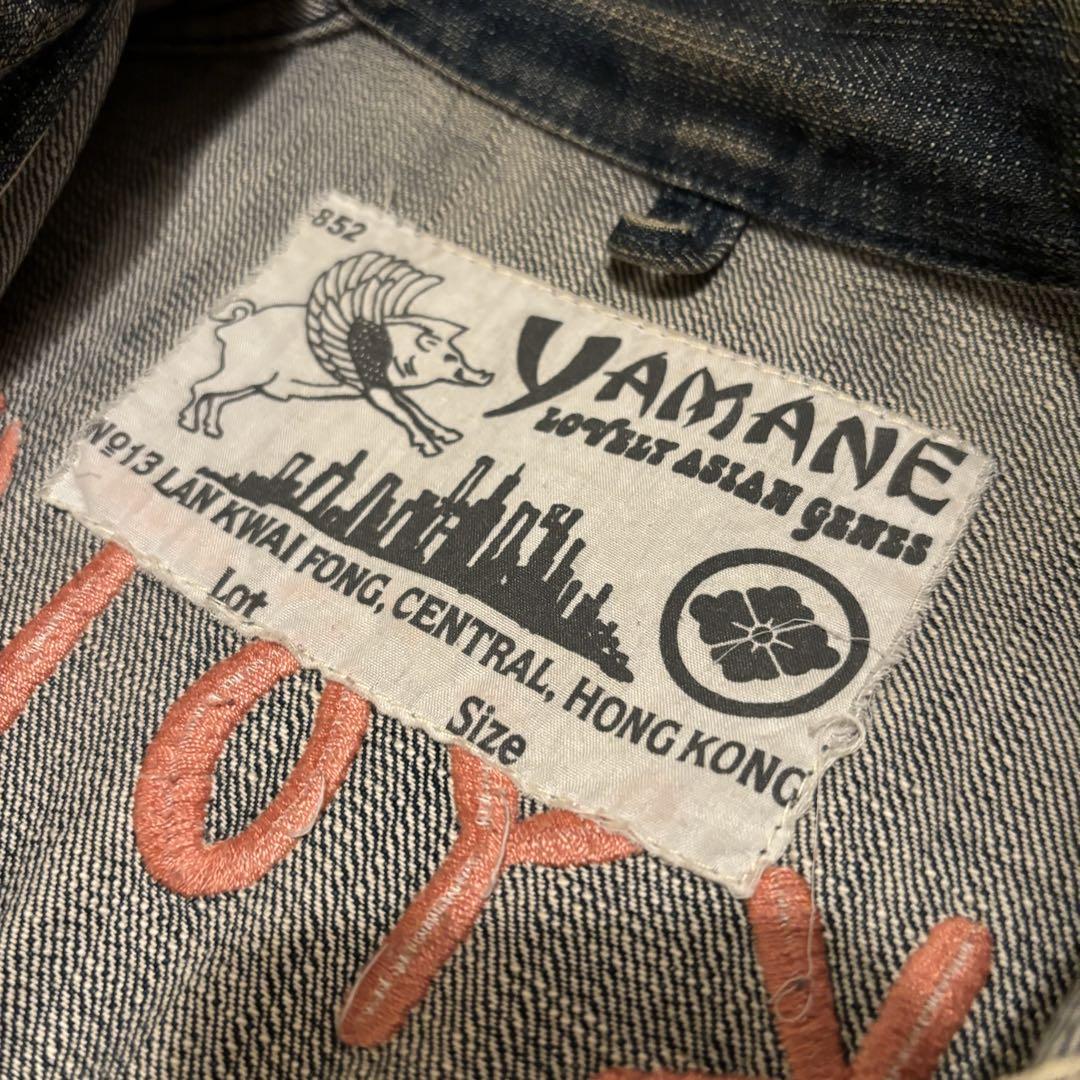 852
YAMANE
LOVELY ASIAN GENES
No13 LAN KWAI FONG, CENTRAL, HONG KONG
Lot
Size